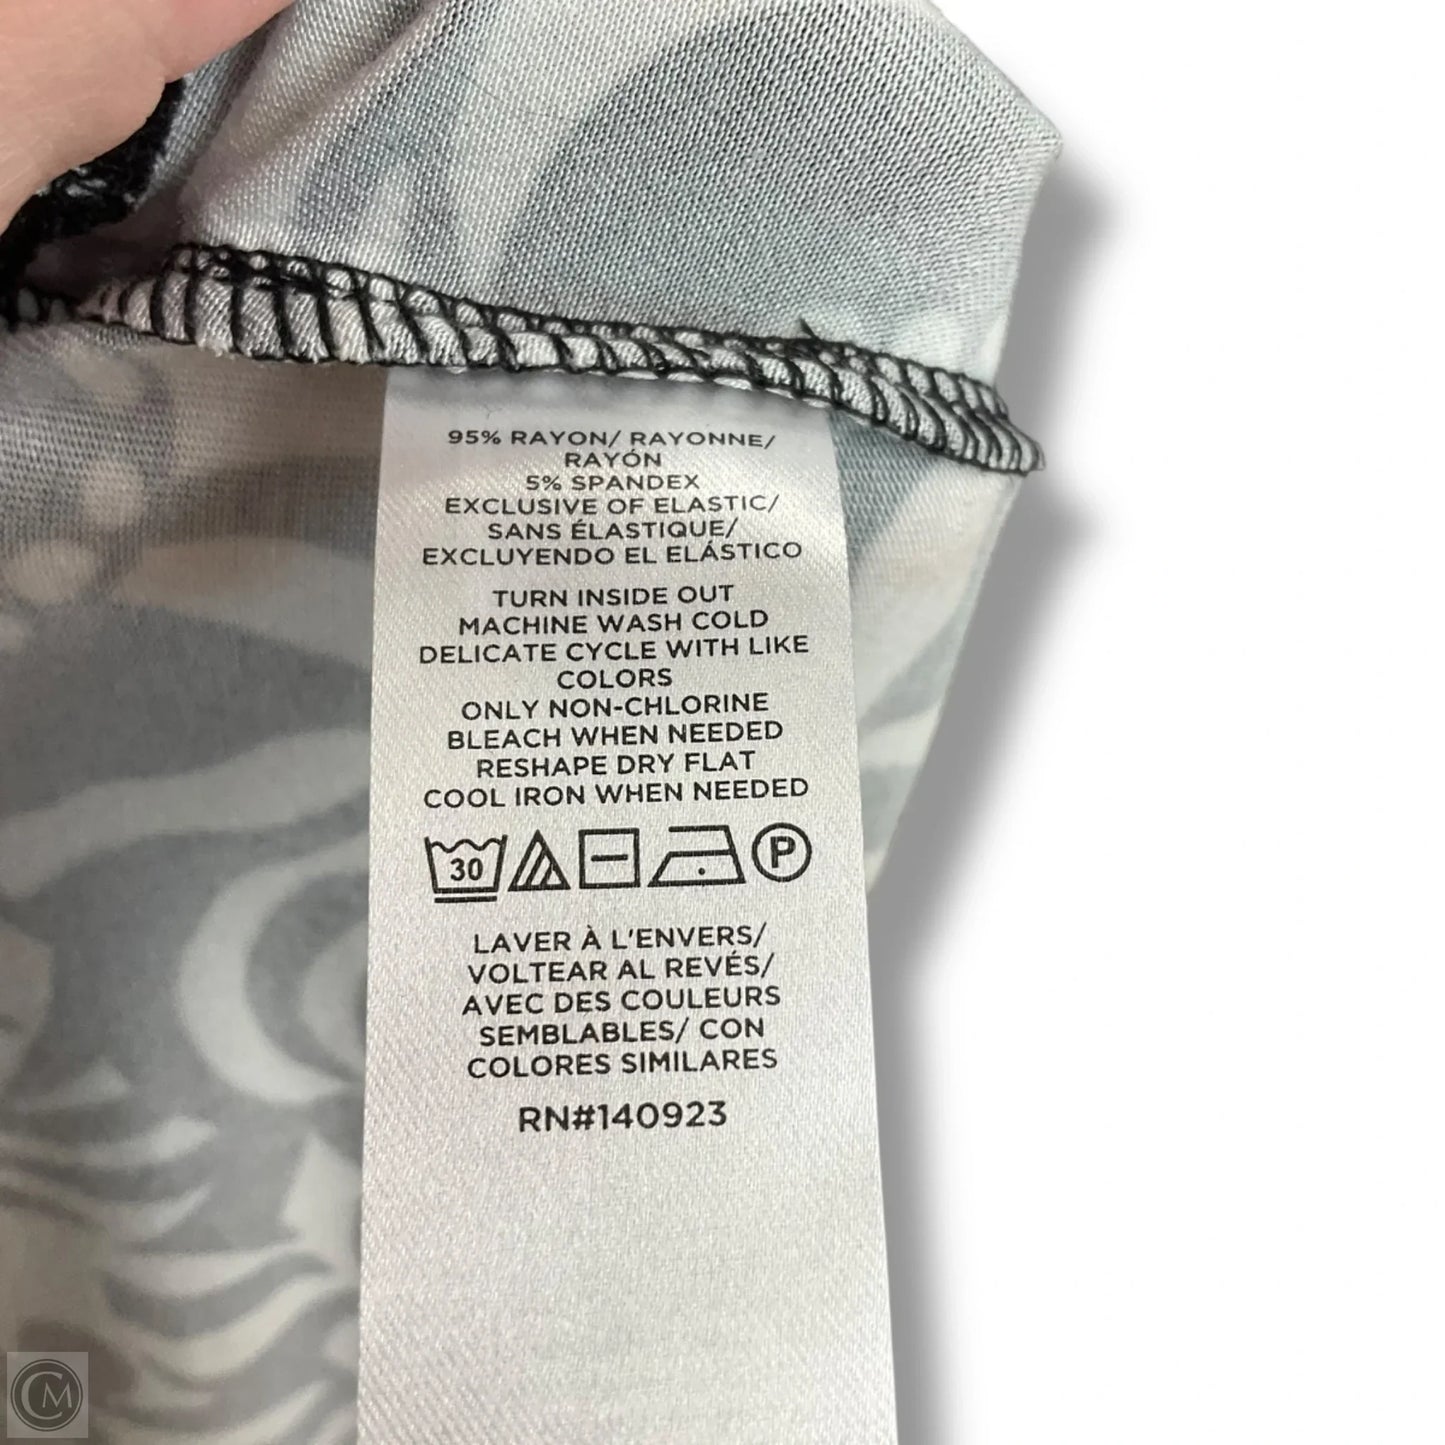 95% RAYON/ RAYONNE/
RAYÓN
5% SPANDEX
EXCLUSIVE OF ELASTIC/
SANS ÉLASTIQUE/
EXCLUYENDO EL ELÁSTICO
TURN INSIDE OUT
MACHINE WASH COLD
DELICATE CYCLE WITH LIKE
COLORS
ONLY NON-CHLORINE
BLEACH WHEN NEEDED
RESHAPE DRY FLAT
COOL IRON WHEN NEEDED
30 P
LAVER À L'ENVERS/
VOLTEAR AL REVÉS/
AVEC DES COULEURS
SEMBLABLES/ CON
COLORES SIMILARES
RN#140923
CM